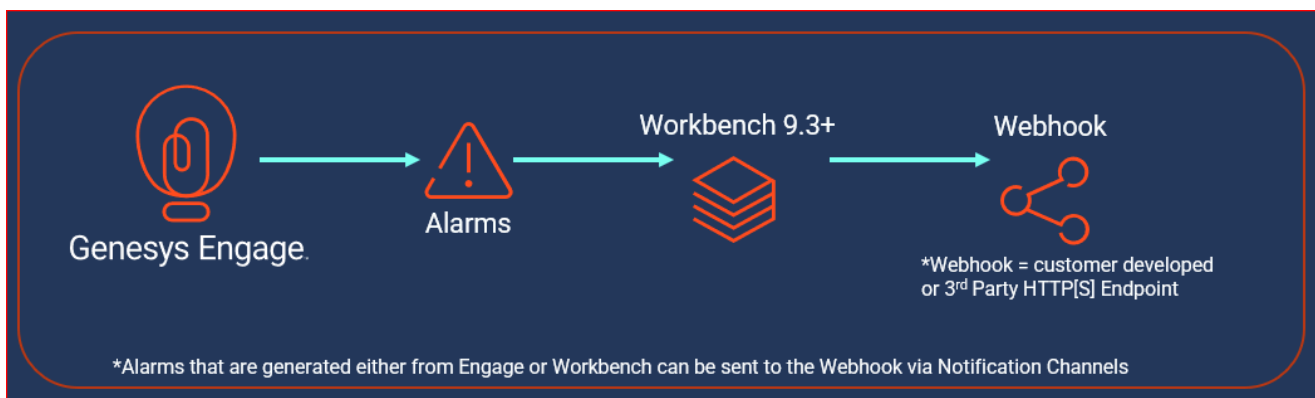 Genesys Engage.
Alarms
Workbench 9.3+
Webhook
*Webhook = customer developed
or 3rd Party HTTP[S] Endpoint
*Alarms that are generated either from Engage or Workbench can be sent to the Webhook via Notification Channels